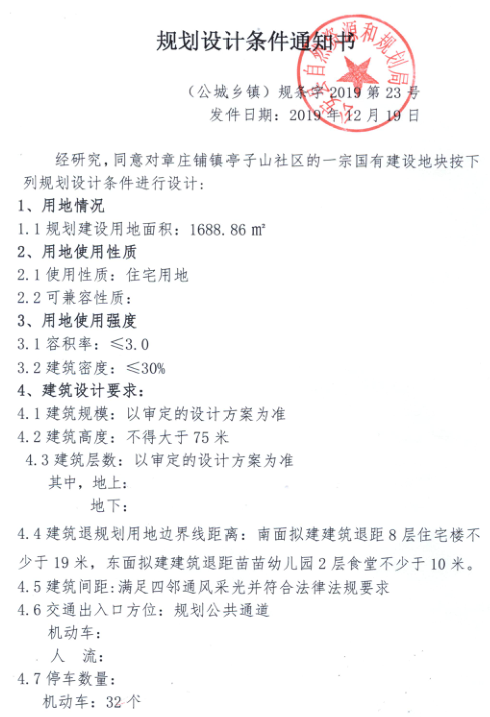 规划设计条件通知书
公安县自然资源和规划局
（公城乡镇）规条字 2019 第 23 号
发件日期：2019 年 12 月 19 日
经研究，同意对章庄铺镇亭子山社区的一宗国有建设地块按下
列规划设计条件进行设计：
1、用地情况
1.1 规划建设用地面积：1688.86 ㎡
2、用地使用性质
2.1 使用性质：住宅用地
2.2 可兼容性质：
3、用地使用强度
3.1 容积率：≤3.0
3.2 建筑密度：≤30%
4、建筑设计要求：
4.1 建筑规模：以审定的设计方案为准
4.2 建筑高度：不得大于 75 米
4.3 建筑层数：以审定的设计方案为准
其中，地上：
地下：
4.4 建筑退规划用地边界线距离：南面拟建建筑退距 8 层住宅楼不
少于 19 米，东面拟建建筑退距苗苗幼儿园 2 层食堂不少于 10 米。
4.5 建筑间距:满足四邻通风采光并符合法律法规要求
4.6 交通出入口方位：规划公共通道
机动车：
人　流：
4.7 停车数量：
机动车：32 个